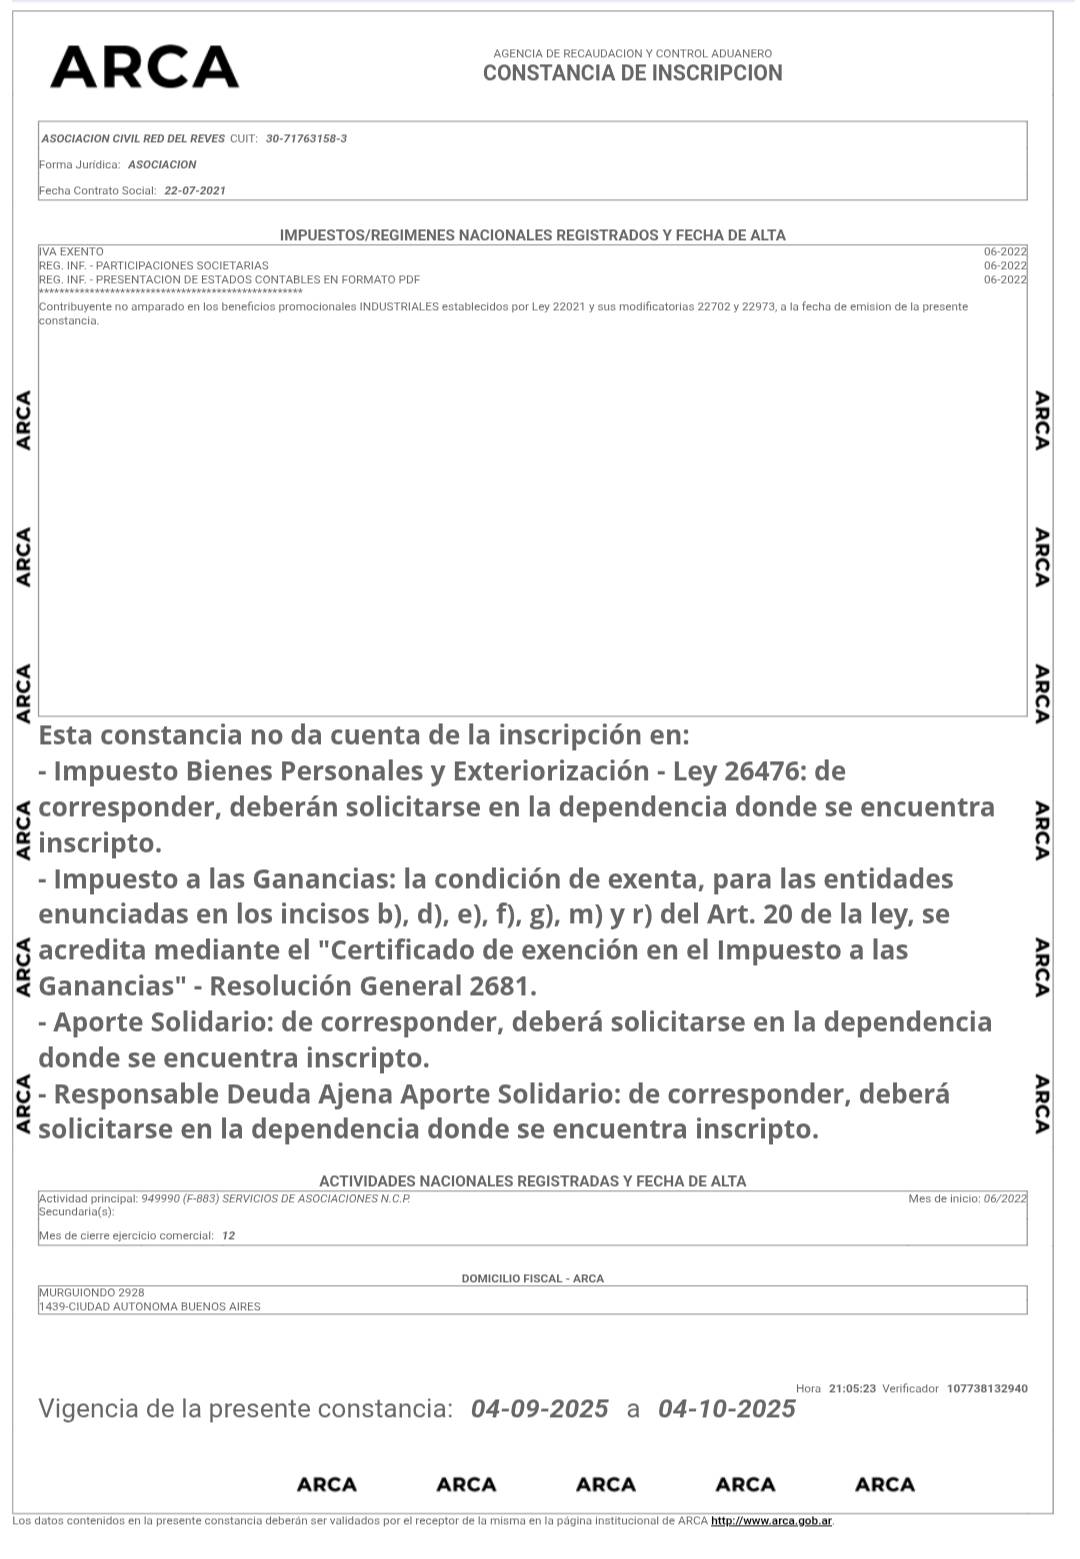 ARCA
AGENCIA DE RECAUDACION Y CONTROL ADUANERO
CONSTANCIA DE INSCRIPCION
ASOCIACION CIVIL RED DEL REVES CUIT: 30-71763158-3
Forma Jurídica: ASOCIACION
Fecha Contrato Social: 22-07-2021
IMPUESTOS/REGIMENES NACIONALES REGISTRADOS Y FECHA DE ALTA
IVA EXENTO 06-2022
REG. INF. - PARTICIPACIONES SOCIETARIAS 06-2022
REG. INF. - PRESENTACION DE ESTADOS CONTABLES EN FORMATO PDF 06-2022
****************************************************
Contribuyente no amparado en los beneficios promocionales INDUSTRIALES establecidos por Ley 22021 y sus modificatorias 22702 y 22973, a la fecha de emision de la presente
constancia.
ARCA ARCA
ARCA ARCA
ARCA ARCA
Esta constancia no da cuenta de la inscripción en:
- Impuesto Bienes Personales y Exteriorización - Ley 26476: de
corresponder, deberán solicitarse en la dependencia donde se encuentra
ARCA ARCA
inscripto.
- Impuesto a las Ganancias: la condición de exenta, para las entidades
enunciadas en los incisos b), d), e), f), g), m) y r) del Art. 20 de la ley, se
acredita mediante el "Certificado de exención en el Impuesto a las
ARCA ARCA
Ganancias" - Resolución General 2681.
- Aporte Solidario: de corresponder, deberá solicitarse en la dependencia
donde se encuentra inscripto.
- Responsable Deuda Ajena Aporte Solidario: de corresponder, deberá
ARCA ARCA
solicitarse en la dependencia donde se encuentra inscripto.
ACTIVIDADES NACIONALES REGISTRADAS Y FECHA DE ALTA
Actividad principal: 949990 (F-883) SERVICIOS DE ASOCIACIONES N.C.P. Mes de inicio: 06/2022
Secundaria(s):
Mes de cierre ejercicio comercial: 12
DOMICILIO FISCAL - ARCA
MURGUIONDO 2928
1439-CIUDAD AUTONOMA BUENOS AIRES
Hora 21:05:23 Verificador 107738132940
Vigencia de la presente constancia: 04-09-2025 a 04-10-2025
ARCA ARCA ARCA ARCA ARCA
Los datos contenidos en la presente constancia deberán ser validados por el receptor de la misma en la página institucional de ARCA http://www.arca.gob.ar.